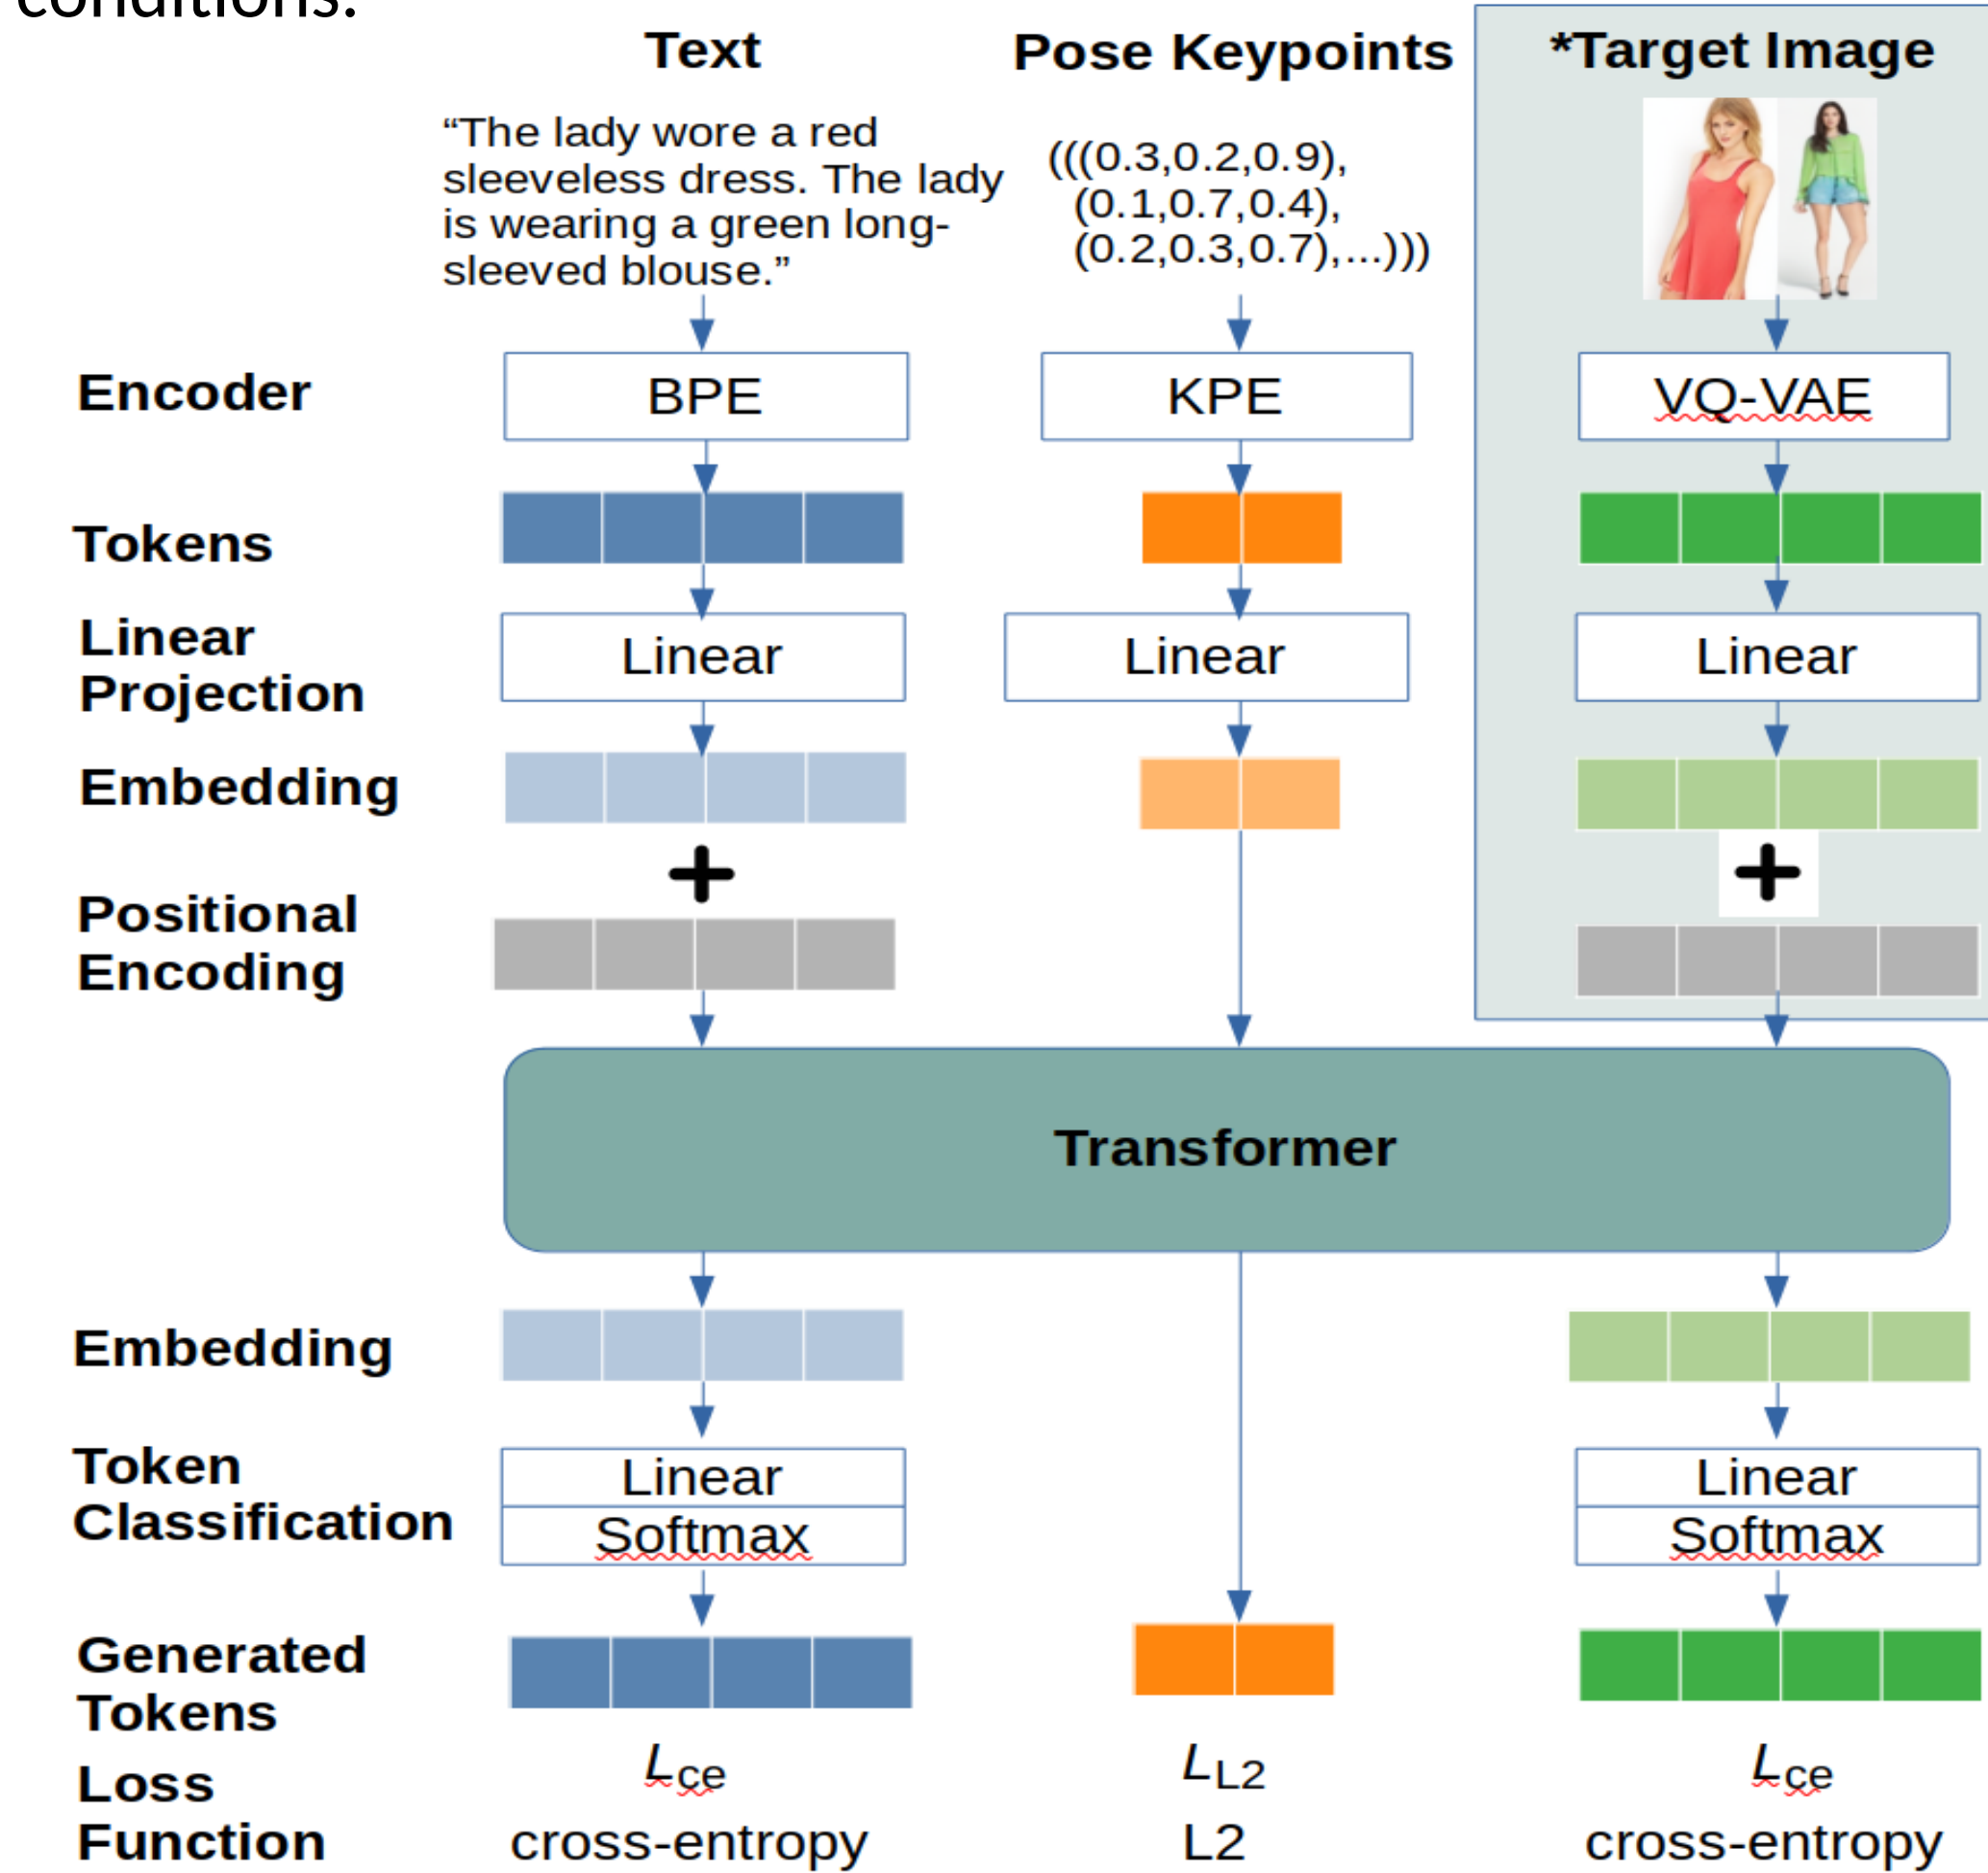 conditions.
Text
Pose Keypoints
*Target Image
“The lady wore a red
sleeveless dress. The lady
is wearing a green long-
sleeved blouse.”
(((0.3,0.2,0.9),
(0.1,0.7,0.4),
(0.2,0.3,0.7),...)))
Encoder
BPE
KPE
VQ-VAE
Tokens
Linear
Projection
Linear
Linear
Linear
Embedding
+
+
Positional
Encoding
Transformer
Embedding
Token
Classification
Linear
Softmax
Linear
Softmax
Generated
Tokens
Loss
Function
Lce
cross-entropy
LL2
L2
Lce
cross-entropy